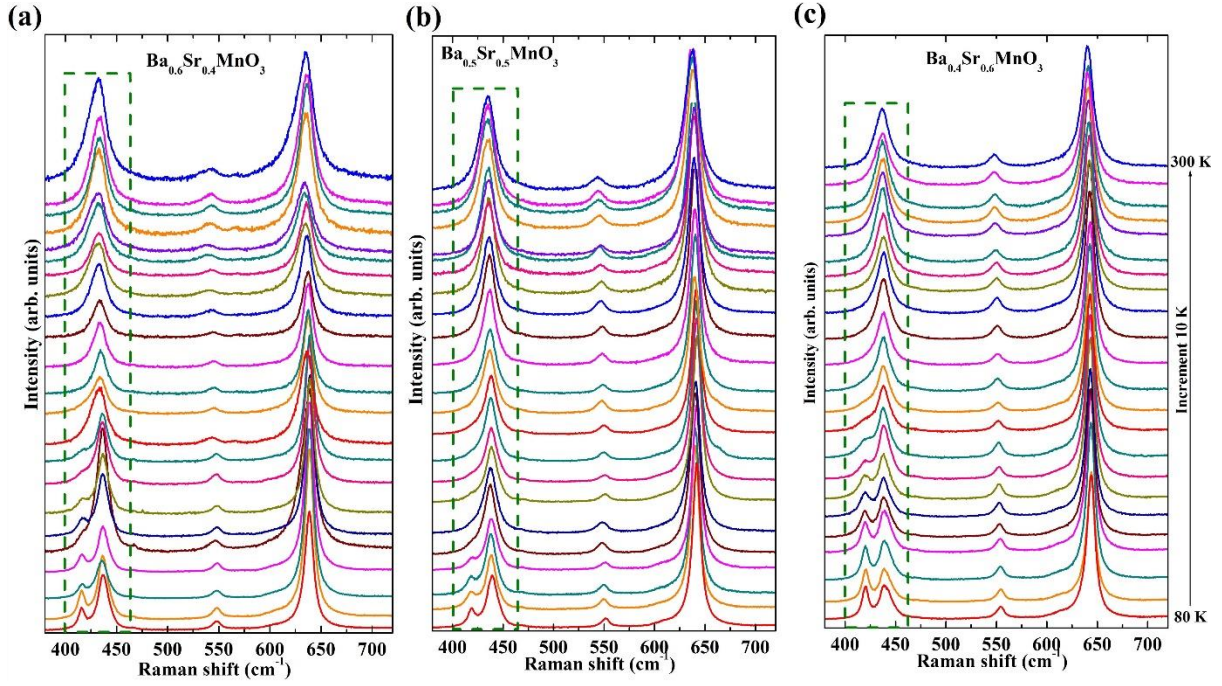 (a)
Ba0.6Sr0.4MnO3
Intensity (arb. units)
400 450 500 550 600 650 700
Raman shift (cm-1)
(b)
Ba0.5Sr0.5MnO3
Intensity (arb. units)
400 450 500 550 600 650 700
Raman shift (cm-1)
(c)
Ba0.4Sr0.6MnO3
Intensity (arb. units)
400 450 500 550 600 650 700
Raman shift (cm-1)
300 K
Increment 10 K
80 K